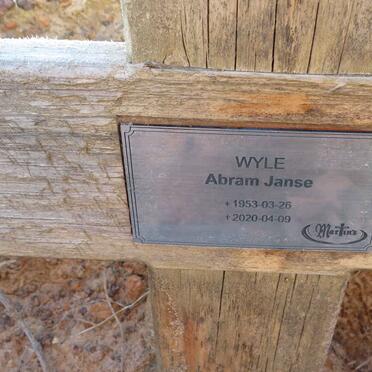 WYLE
Abram Janse
+1953-03-26
+2020-04-09
Martin's